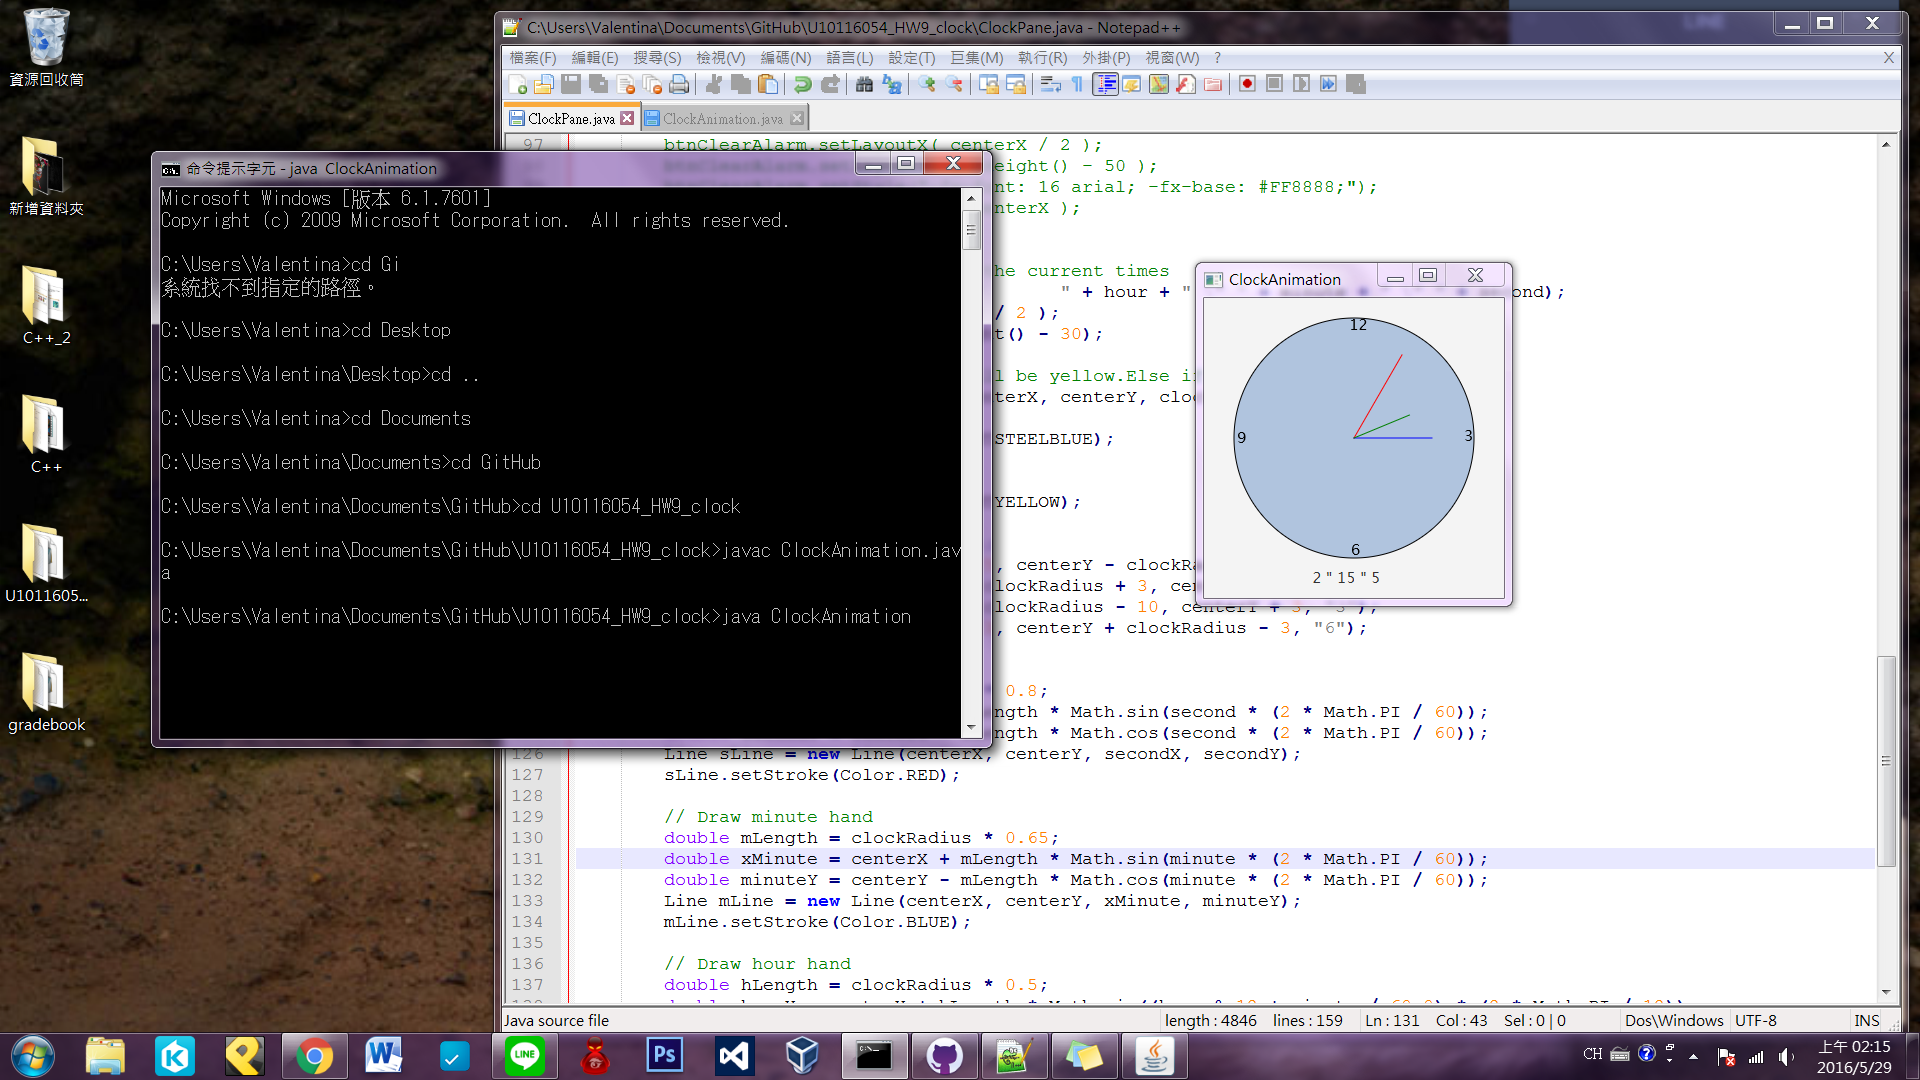 資源回收筒
新增資料夾
C++_2
C++
U1011605...
gradebook
C:\Users\Valentina\Documents\GitHub\U10116054_HW9_clock\ClockPane.java - Notepad++
檔案(F) 編輯(E) 搜尋(S) 檢視(V) 編碼(N) 語言(L) 設定(T) 巨集(M) 執行(R) 外掛(P) 視窗(W) ? X
ClockPane.java ClockAnimation.java
97 btnClearAlarm.setLayoutX( centerX / 2 );
eight() - 50 );
nt: 16 arial; -fx-base: #FF8888;");
nterX );
he current times
" + hour + "
ond);
/ 2 );
t() - 30);
l be yellow.Else i
terX, centerY, clo
STEELBLUE);
YELLOW);
, centerY - clockRa
lockRadius + 3, cen
lockRadius - 10, centerY + 3, "3");
, centerY + clockRadius - 3, "6");
0.8;
ngth * Math.sin(second * (2 * Math.PI / 60));
ngth * Math.cos(second * (2 * Math.PI / 60));
126 Line sLine = new Line(centerX, centerY, secondX, secondY);
127 sLine.setStroke(Color.RED);
128
129 // Draw minute hand
130 double mLength = clockRadius * 0.65;
131 double xMinute = centerX + mLength * Math.sin(minute * (2 * Math.PI / 60));
132 double minuteY = centerY - mLength * Math.cos(minute * (2 * Math.PI / 60));
133 Line mLine = new Line(centerX, centerY, xMinute, minuteY);
134 mLine.setStroke(Color.BLUE);
135
136 // Draw hour hand
137 double hLength = clockRadius * 0.5;
Java source file length : 4846 lines : 159 Ln : 131 Col : 43 Sel : 0 | 0 Dos\Windows UTF-8 INS
命令提示字元 - java ClockAnimation
Microsoft Windows [版本 6.1.7601]
Copyright (c) 2009 Microsoft Corporation. All rights reserved.
C:\Users\Valentina>cd Gi
系統找不到指定的路徑。
C:\Users\Valentina>cd Desktop
C:\Users\Valentina\Desktop>cd ..
C:\Users\Valentina>cd Documents
C:\Users\Valentina\Documents>cd GitHub
C:\Users\Valentina\Documents\GitHub>cd U10116054_HW9_clock
C:\Users\Valentina\Documents\GitHub\U10116054_HW9_clock>javac ClockAnimation.jav
a
C:\Users\Valentina\Documents\GitHub\U10116054_HW9_clock>java ClockAnimation
ClockAnimation
12
9
3
6
2 " 15 " 5
LINE
Ps
CH
上午 02:15
2016/5/29